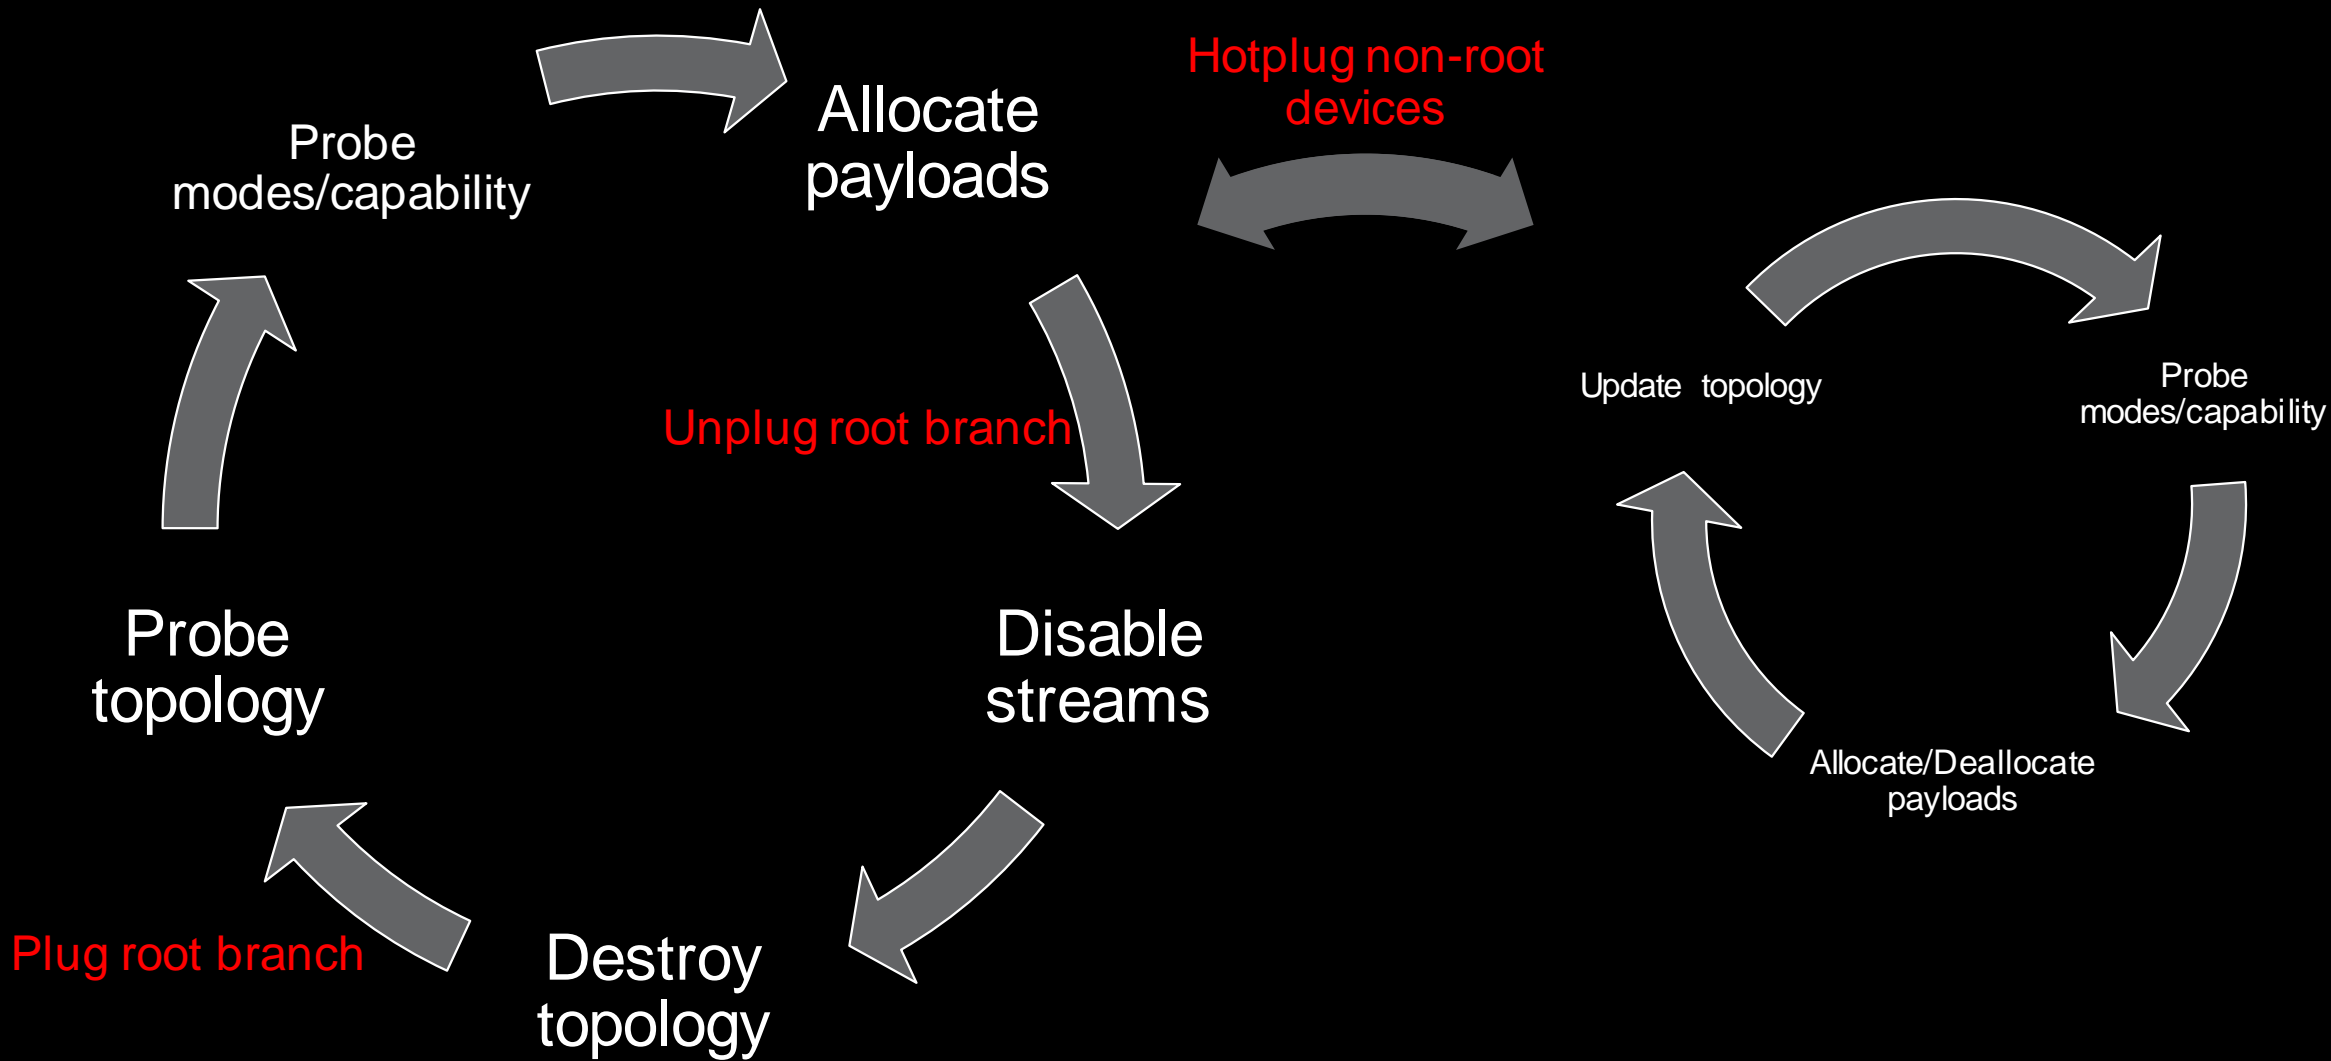 Hotplug non-root
devices
Allocate
payloads
Probe
modes/capability
Update topology
Probe
modes/capability
Unplug root branch
Probe
topology
Disable
streams
Allocate/Deallocate
payloads
Plug root branch
Destroy
topology